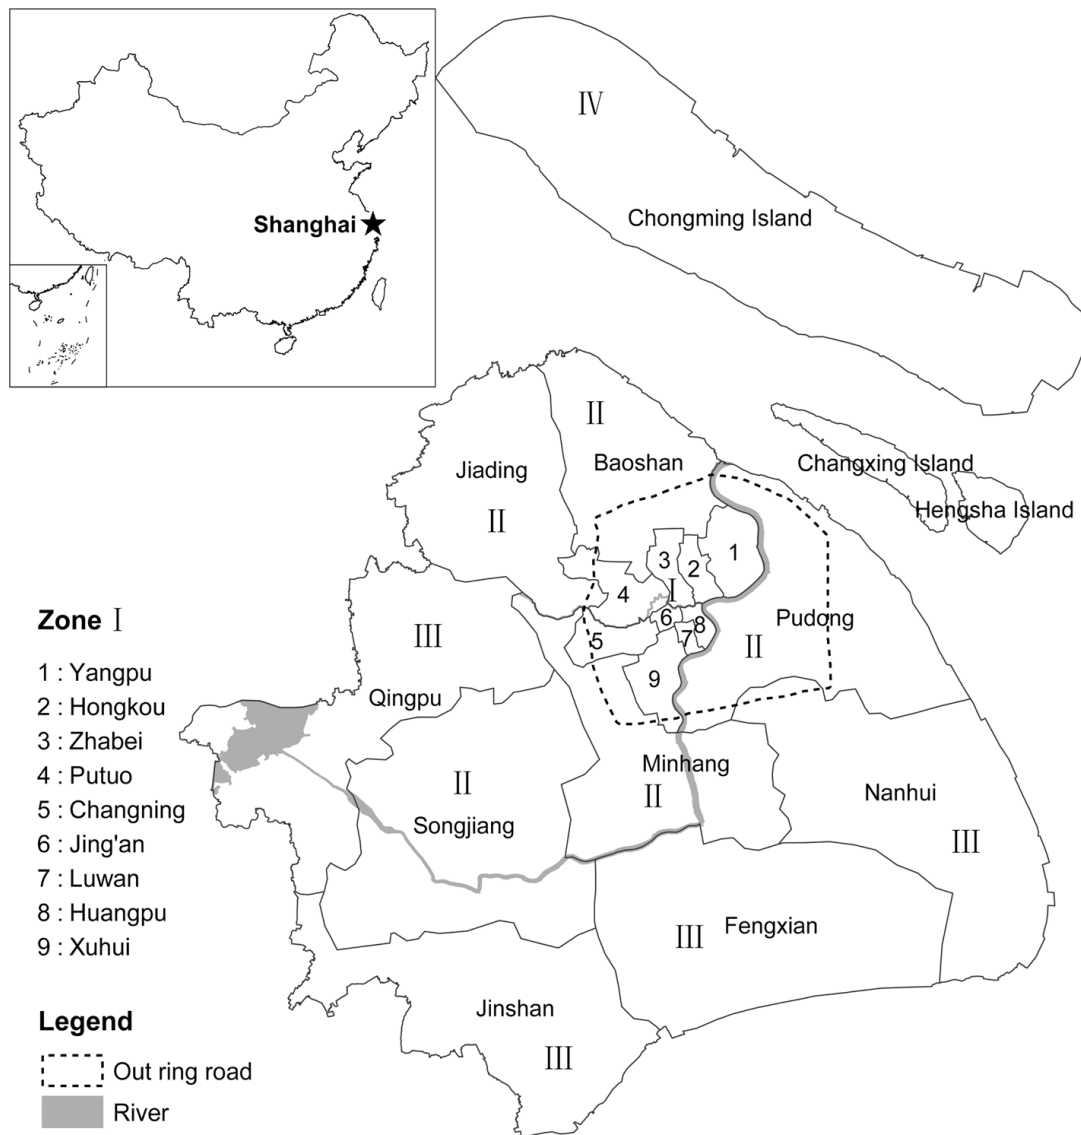 IV
Chongming Island
Shanghai
II
Baoshan
Jiading
II
Changxing Island
Hengsha Island
1
3
2
I
4
6
8
Pudong
7
5
II
9
III
Qingpu
Zone I
1 : Yangpu
2 : Hongkou
3 : Zhabei
4 : Putuo
5 : Changning
6 : Jing'an
7 : Luwan
8 : Huangpu
9 : Xuhui
II
Songjiang
Minhang
II
Nanhui
III
III
Fengxian
Jinshan
III
Legend
Out ring road
River